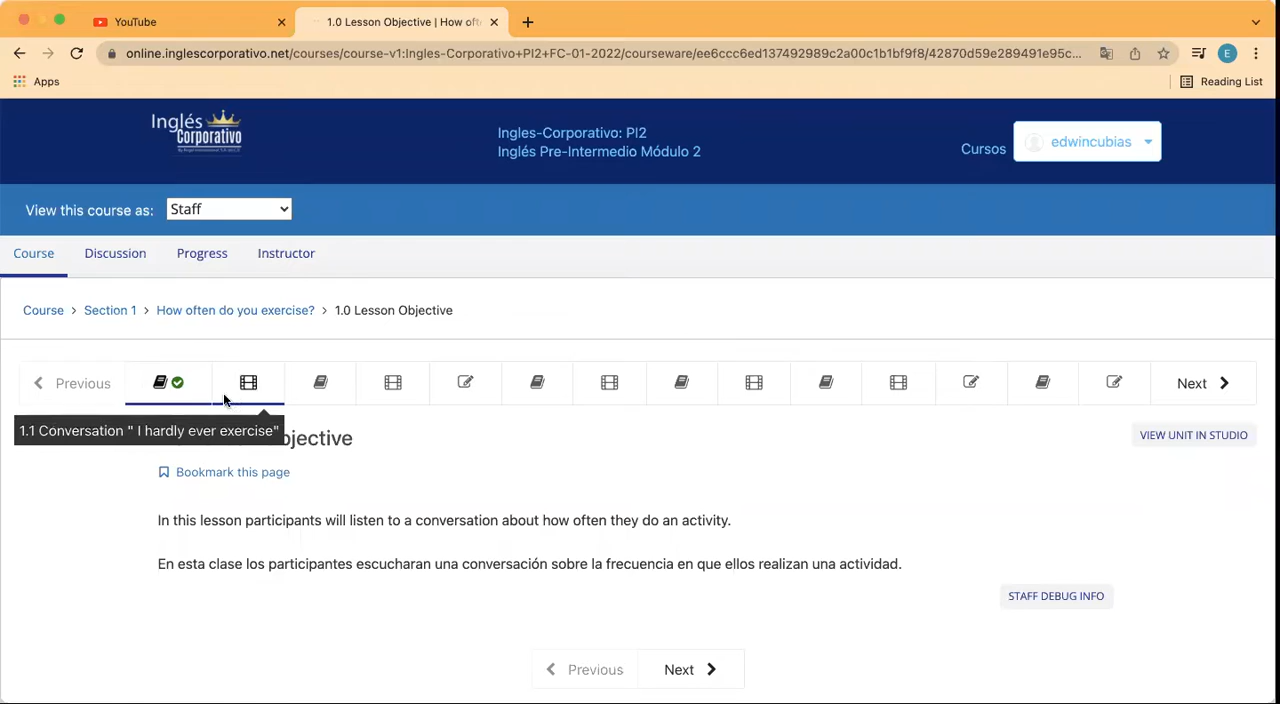 YouTube
1.0 Lesson Objective | How oft
online.inglescorporativo.net/courses/course-v1:Ingles-Corporativo+PI2+FC-01-2022/courseware/ee6ccc6ed137492989c2a00c1b1bf9f8/42870d59e289491e95c...
E
Apps
Reading List
Inglés
Corporativo
Ingles-Corporativo: PI2
Inglés Pre-Intermedio Módulo 2
Cursos
edwincubias
View this course as:
Staff
Course
Discussion
Progress
Instructor
Course > Section 1 > How often do you exercise? > 1.0 Lesson Objective
Previous
Next
1.1 Conversation " I hardly ever exercise"
bjective
VIEW UNIT IN STUDIO
Bookmark this page
In this lesson participants will listen to a conversation about how often they do an activity.
En esta clase los participantes escucharan una conversación sobre la frecuencia en que ellos realizan una actividad.
STAFF DEBUG INFO
Previous
Next